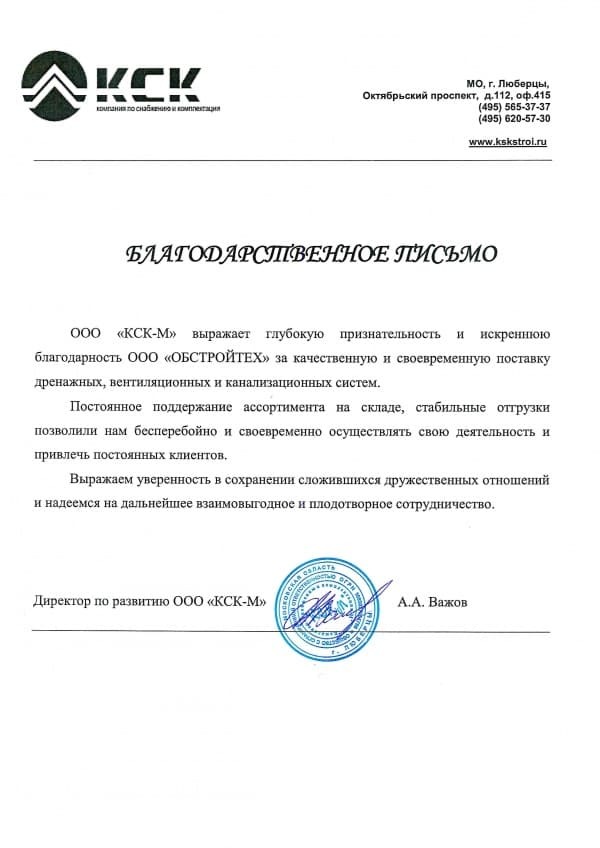 КСК
компания по снабжению и комплектация
МО, г. Люберцы,
Октябрьский проспект, д.112, оф.415
(495) 565-37-37
(495) 620-57-30
www.kskstroi.ru
БЛАГОДАРСТВЕННОЕ ПИСЬМО
ООО «КСК-М» выражает глубокую признательность и искреннюю
благодарность ООО «ОБСТРОЙТЕХ» за качественную и своевременную поставку
дренажных, вентиляционных и канализационных систем.
Постоянное поддержание ассортимента на складе, стабильные отгрузки
позволили нам бесперебойно и своевременно осуществлять свою деятельность и
привлечь постоянных клиентов.
Выражаем уверенность в сохранении сложившихся дружественных отношений
и надеемся на дальнейшее взаимовыгодное и плодотворное сотрудничество.
МОСКОВСКАЯ ОБЛАСТЬ
г. ЛЮБЕРЦЫ
Директор по развитию ООО «КСК-М»
А.А. Важов